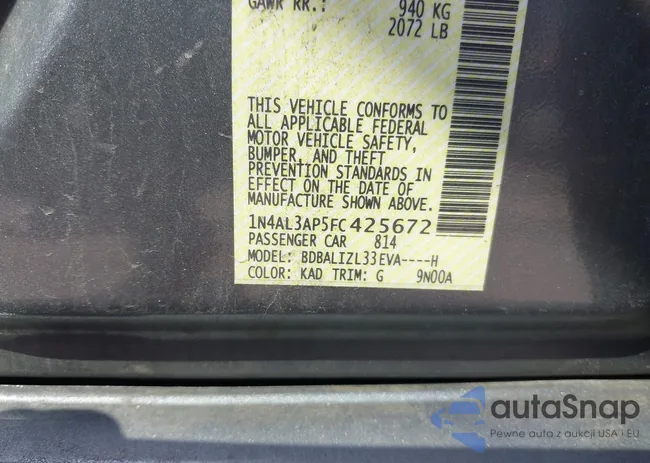 GAWR RR.: 940 KG
2072 LB
THIS VEHICLE CONFORMS TO
ALL APPLICABLE FEDERAL
MOTOR VEHICLE SAFETY,
BUMPER, AND THEFT
PREVENTION STANDARDS IN
EFFECT ON THE DATE OF
MANUFACTURE SHOWN ABOVE.
1N4AL3AP5FC425672
PASSENGER CAR 814
MODEL: BDBALIZL33EVA----H
COLOR: KAD TRIM: G 9N00A
autaSnap
Pewne auta z aukcji USA i EU